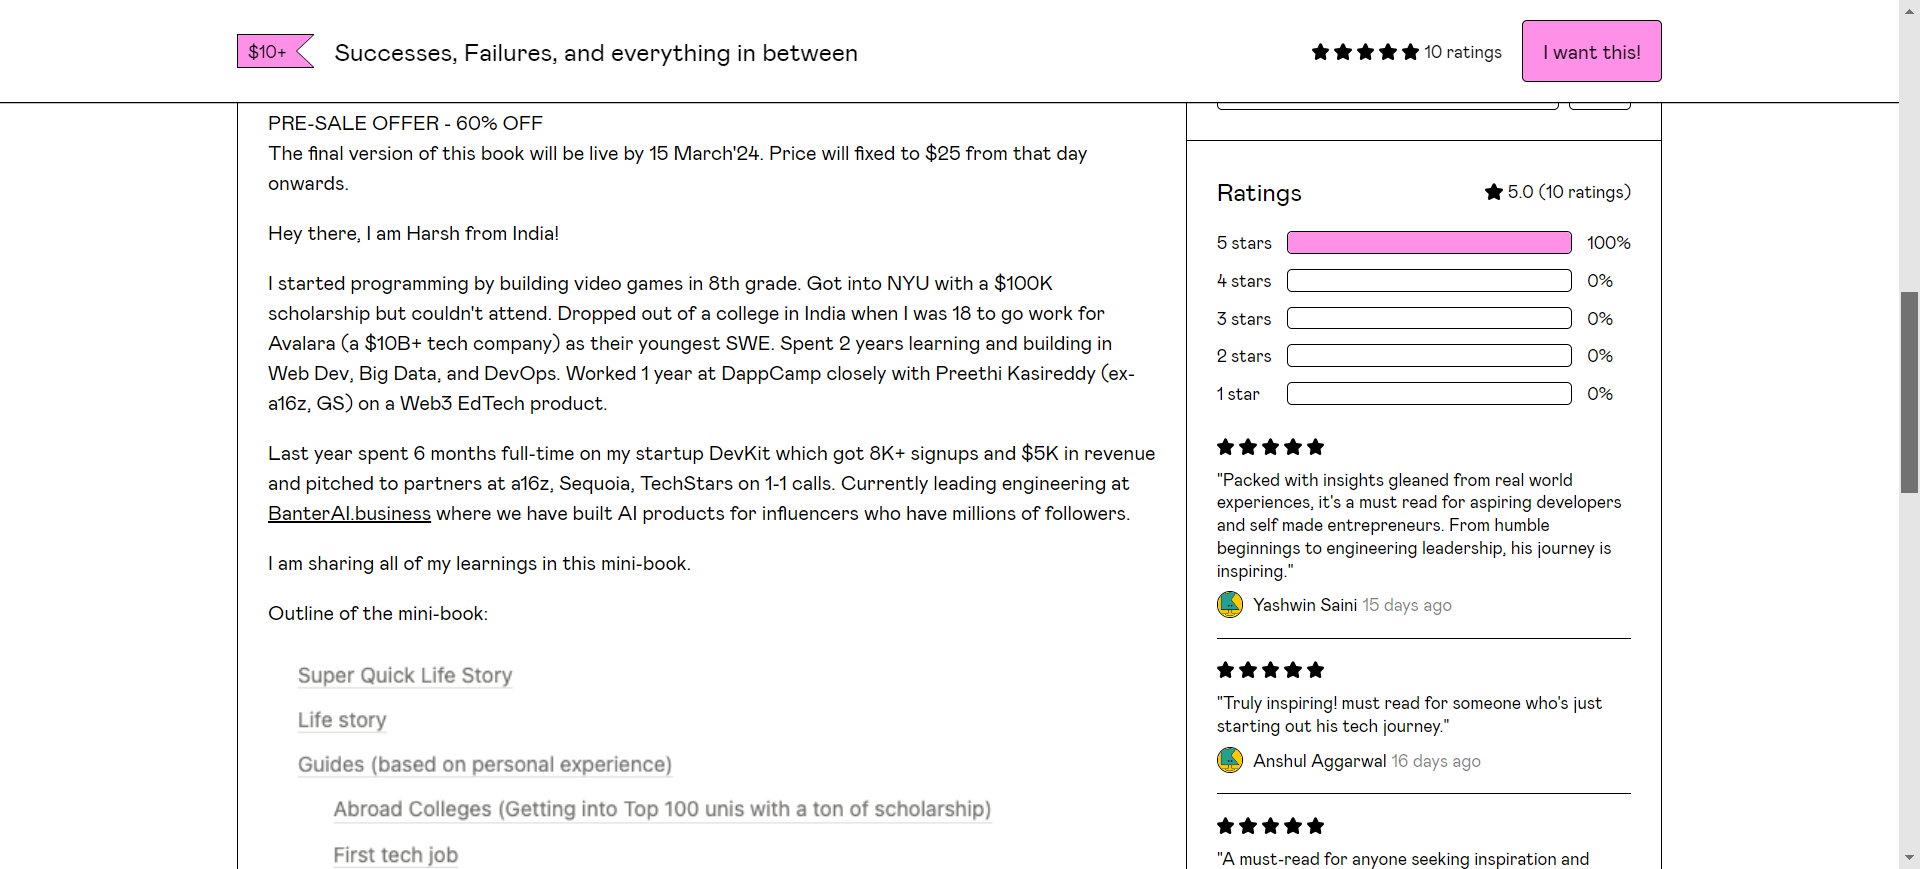 $10+
Successes, Failures, and everything in between
10 ratings
I want this!
PRE-SALE OFFER - 60% OFF
The final version of this book will be live by 15 March'24. Price will fixed to $25 from that day
onwards.
Hey there, I am Harsh from India!
I started programming by building video games in 8th grade. Got into NYU with a $100K
scholarship but couldn't attend. Dropped out of a college in India when I was 18 to go work for
Avalara (a $10B+ tech company) as their youngest SWE. Spent 2 years learning and building in
Web Dev, Big Data, and DevOps. Worked 1 year at DappCamp closely with Preethi Kasireddy (ex-
a16z, GS) on a Web3 EdTech product.
Last year spent 6 months full-time on my startup DevKit which got 8K+ signups and $5K in revenue
and pitched to partners at a16z, Sequoia, TechStars on 1-1 calls. Currently leading engineering at
BanterAI.business where we have built AI products for influencers who have millions of followers.
I am sharing all of my learnings in this mini-book.
Outline of the mini-book:
Super Quick Life Story
Life story
Guides (based on personal experience)
Abroad Colleges (Getting into Top 100 unis with a ton of scholarship)
First tech job
Ratings
5.0 (10 ratings)
5 stars 100%
4 stars 0%
3 stars 0%
2 stars 0%
1 star 0%
"Packed with insights gleaned from real world
experiences, it's a must read for aspiring developers
and self made entrepreneurs. From humble
beginnings to engineering leadership, his journey is
inspiring."
Yashwin Saini 15 days ago
"Truly inspiring! must read for someone who's just
starting out his tech journey."
Anshul Aggarwal 16 days ago
"A must-read for anyone seeking inspiration and